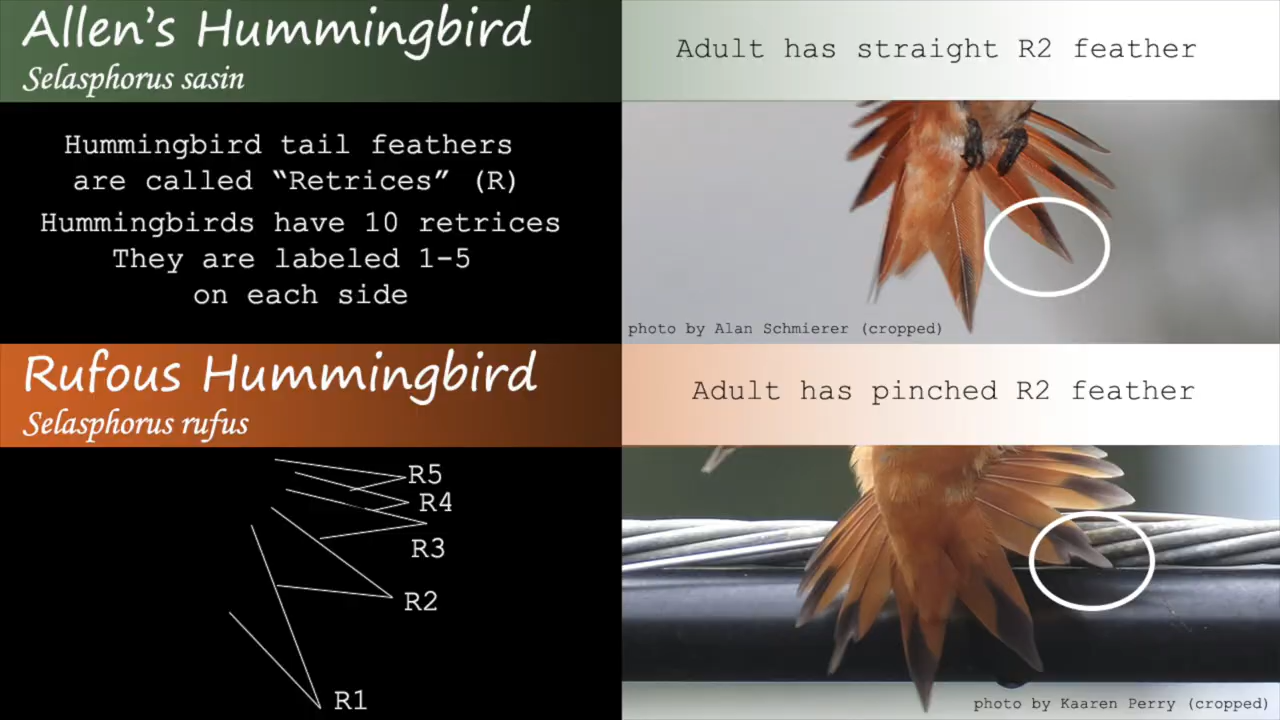 Allen's Hummingbird
Selasphorus sasin
Adult has straight R2 feather
Hummingbird tail feathers
are called “Retrices” (R)
Hummingbirds have 10 retrices
They are labeled 1-5
on each side
photo by Alan Schmierer (cropped)
Rufous Hummingbird
Selasphorus rufus
Adult has pinched R2 feather
R5
R4
R3
R2
R1
photo by Kaaren Perry (cropped)